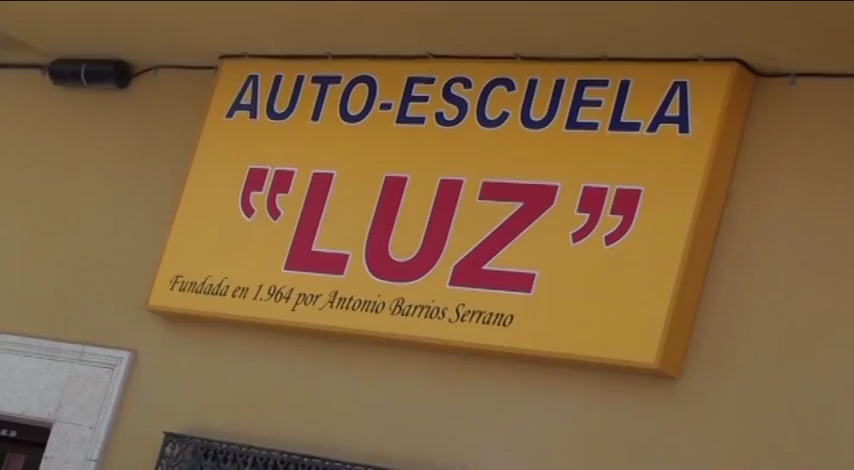 AUTO-ESCUELA
"LUZ"
Fundada en 1.964 por Antonio Barrios Serrano